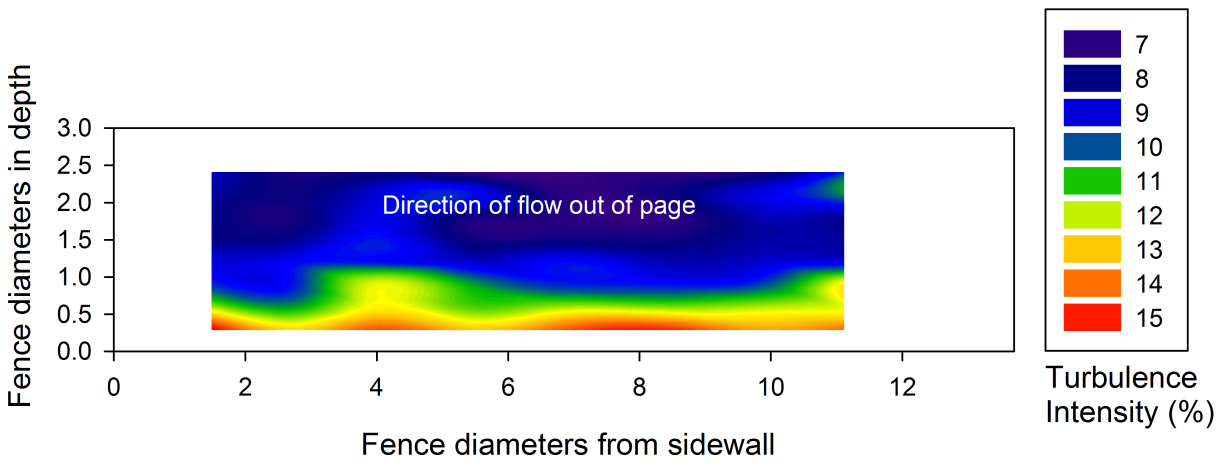 Fence diameters in depth
3.0
2.5
2.0
1.5
1.0
0.5
0.0
Direction of flow out of page
0 2 4 6 8 10 12
Fence diameters from sidewall
7
8
9
10
11
12
13
14
15
Turbulence
Intensity (%)